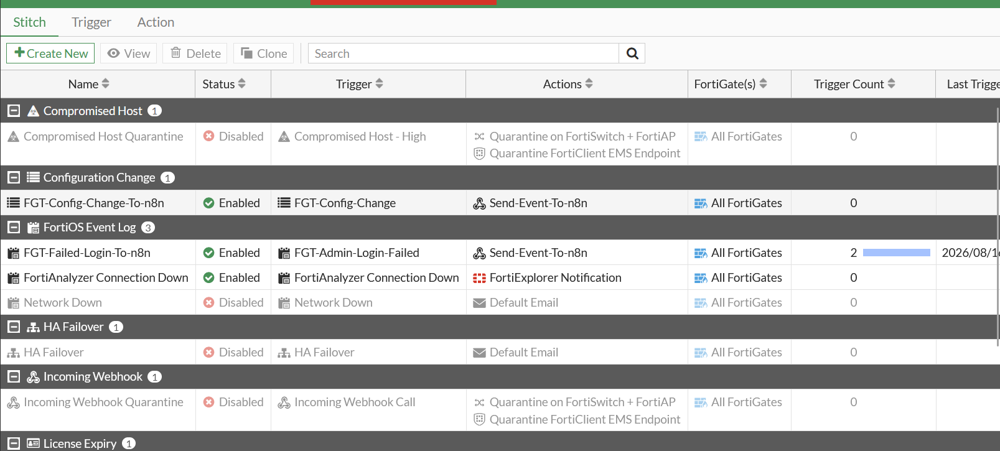 Stitch Trigger Action
Create New View Delete Clone Search
Name Status Trigger Actions FortiGate(s) Trigger Count Last Trigge
Compromised Host 1
Compromised Host Quarantine Disabled Compromised Host - High Quarantine on FortiSwitch + FortiAP All FortiGates 0
Quarantine FortiClient EMS Endpoint
Configuration Change 1
FGT-Config-Change-To-n8n Enabled FGT-Config-Change Send-Event-To-n8n All FortiGates 0
FortiOS Event Log 3
FGT-Failed-Login-To-n8n Enabled FGT-Admin-Login-Failed Send-Event-To-n8n All FortiGates 2 2026/08/16
FortiAnalyzer Connection Down Enabled FortiAnalyzer Connection Down FortiExplorer Notification All FortiGates 0
Network Down Disabled Network Down Default Email All FortiGates 0
HA Failover 1
HA Failover Disabled HA Failover Default Email All FortiGates 0
Incoming Webhook 1
Incoming Webhook Quarantine Disabled Incoming Webhook Call Quarantine on FortiSwitch + FortiAP All FortiGates 0
Quarantine FortiClient EMS Endpoint
License Expiry 1